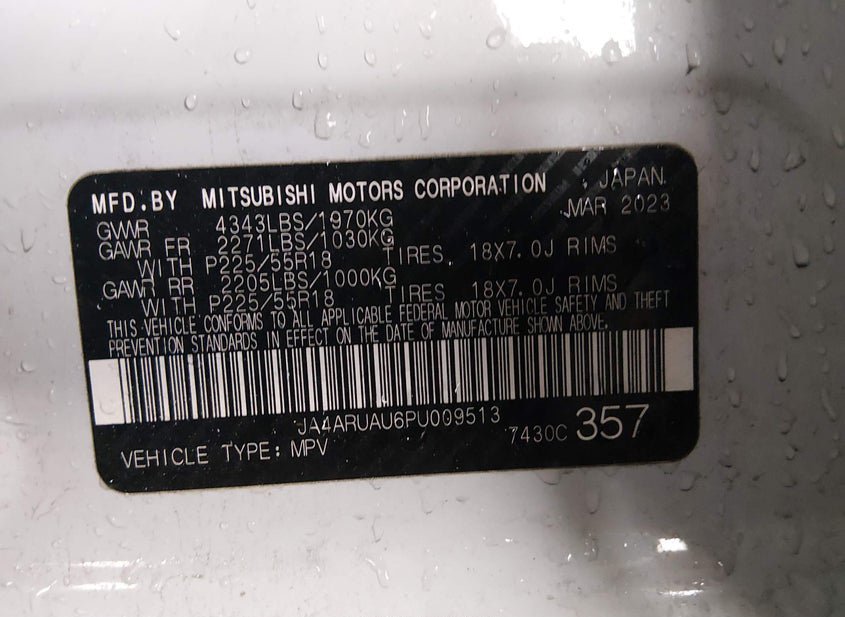 MFD.BY MITSUBISHI MOTORS CORPORATION JAPAN
MAR 2023
GVWR 4343LBS/1970KG
GAWR FR 2271LBS/1030KG
WITH P225/55R18 TIRES, 18X7.0J RIMS
GAWR RR 2205LBS/1000KG
WITH P225/55R18 TIRES 18X7.0J RIMS
THIS VEHICLE CONFORMS TO ALL APPLICABLE FEDERAL MOTOR VEHICLE SAFETY AND THEFT
PREVENTION STANDARDS IN EFFECT ON THE DATE OF MANUFACTURE SHOWN ABOVE.
JA4ARUAU6PU009513
7430C 357
VEHICLE TYPE: MPV